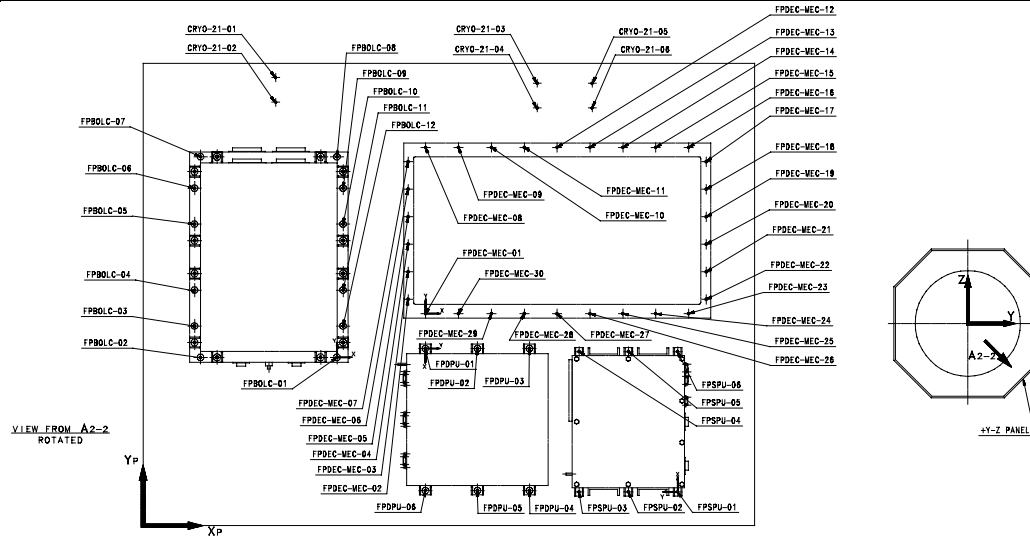 FPDEC-MEC-12
CRYO-21-01
CRYO-21-03
CRYO-21-05
FPDEC-MEC-13
CRYO-21-02
FPBOLC-08
CRYO-21-04
CRYO-21-06
FPDEC-MEC-14
FPBOLC-09
FPDEC-MEC-15
FPBOLC-10
FPDEC-MEC-16
FPBOLC-11
FPDEC-MEC-17
FPBOLC-07
FPBOLC-12
FPDEC-MEC-18
FPBOLC-06
FPDEC-MEC-19
FPDEC-MEC-09
FPDEC-MEC-11
FPBOLC-05
FPDEC-MEC-08
FPDEC-MEC-10
FPDEC-MEC-20
FPDEC-MEC-21
FPDEC-MEC-01
FPBOLC-04
FPDEC-MEC-30
FPDEC-MEC-22
Z
FPDEC-MEC-23
FPBOLC-03
Y
X
FPDEC-MEC-24
Y
FPDEC-MEC-29
FPDEC-MEC-28
FPDEC-MEC-27
FPBOLC-02
Y
X
Y
X
FPDEC-MEC-25
FPDPU-01
FPDEC-MEC-26
A2-2
FPBOLC-01
FPDPU-02
FPDPU-03
FPSPU-06
FPDEC-MEC-07
FPSPU-05
FPDEC-MEC-06
FPSPU-04
VIEW FROM A2-2
ROTATED
FPDEC-MEC-05
+Y-Z PANEL
FPDEC-MEC-04
YP
FPDEC-MEC-03
FPDEC-MEC-02
X
Y
FPDPU-06
FPDPU-05
FPDPU-04
FPSPU-03
FPSPU-02
FPSPU-01
XP